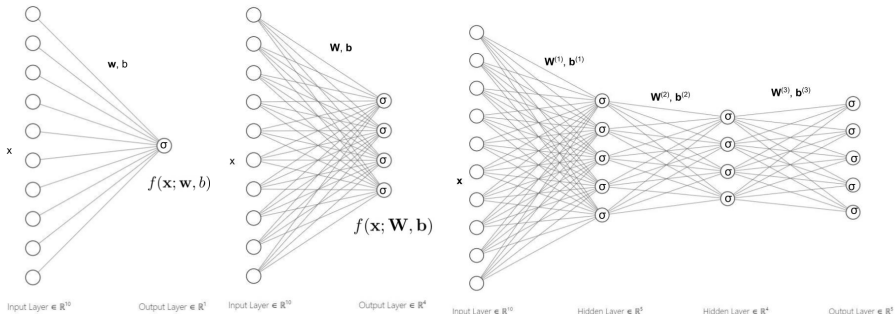 w, b
x
σ
f(x; w, b)
Input Layer ∈ ℝ¹⁰
Output Layer ∈ ℝ¹
W, b
x
σ
σ
σ
σ
f(x; W, b)
Input Layer ∈ ℝ¹⁰
Output Layer ∈ ℝ⁴
W⁽¹⁾, b⁽¹⁾
W⁽²⁾, b⁽²⁾
W⁽³⁾, b⁽³⁾
x
σ
σ
σ
σ
σ
σ
σ
σ
σ
σ
σ
σ
σ
σ
Input Layer ∈ ℝ¹⁰
Hidden Layer ∈ ℝ⁵
Hidden Layer ∈ ℝ⁴
Output Layer ∈ ℝ⁵